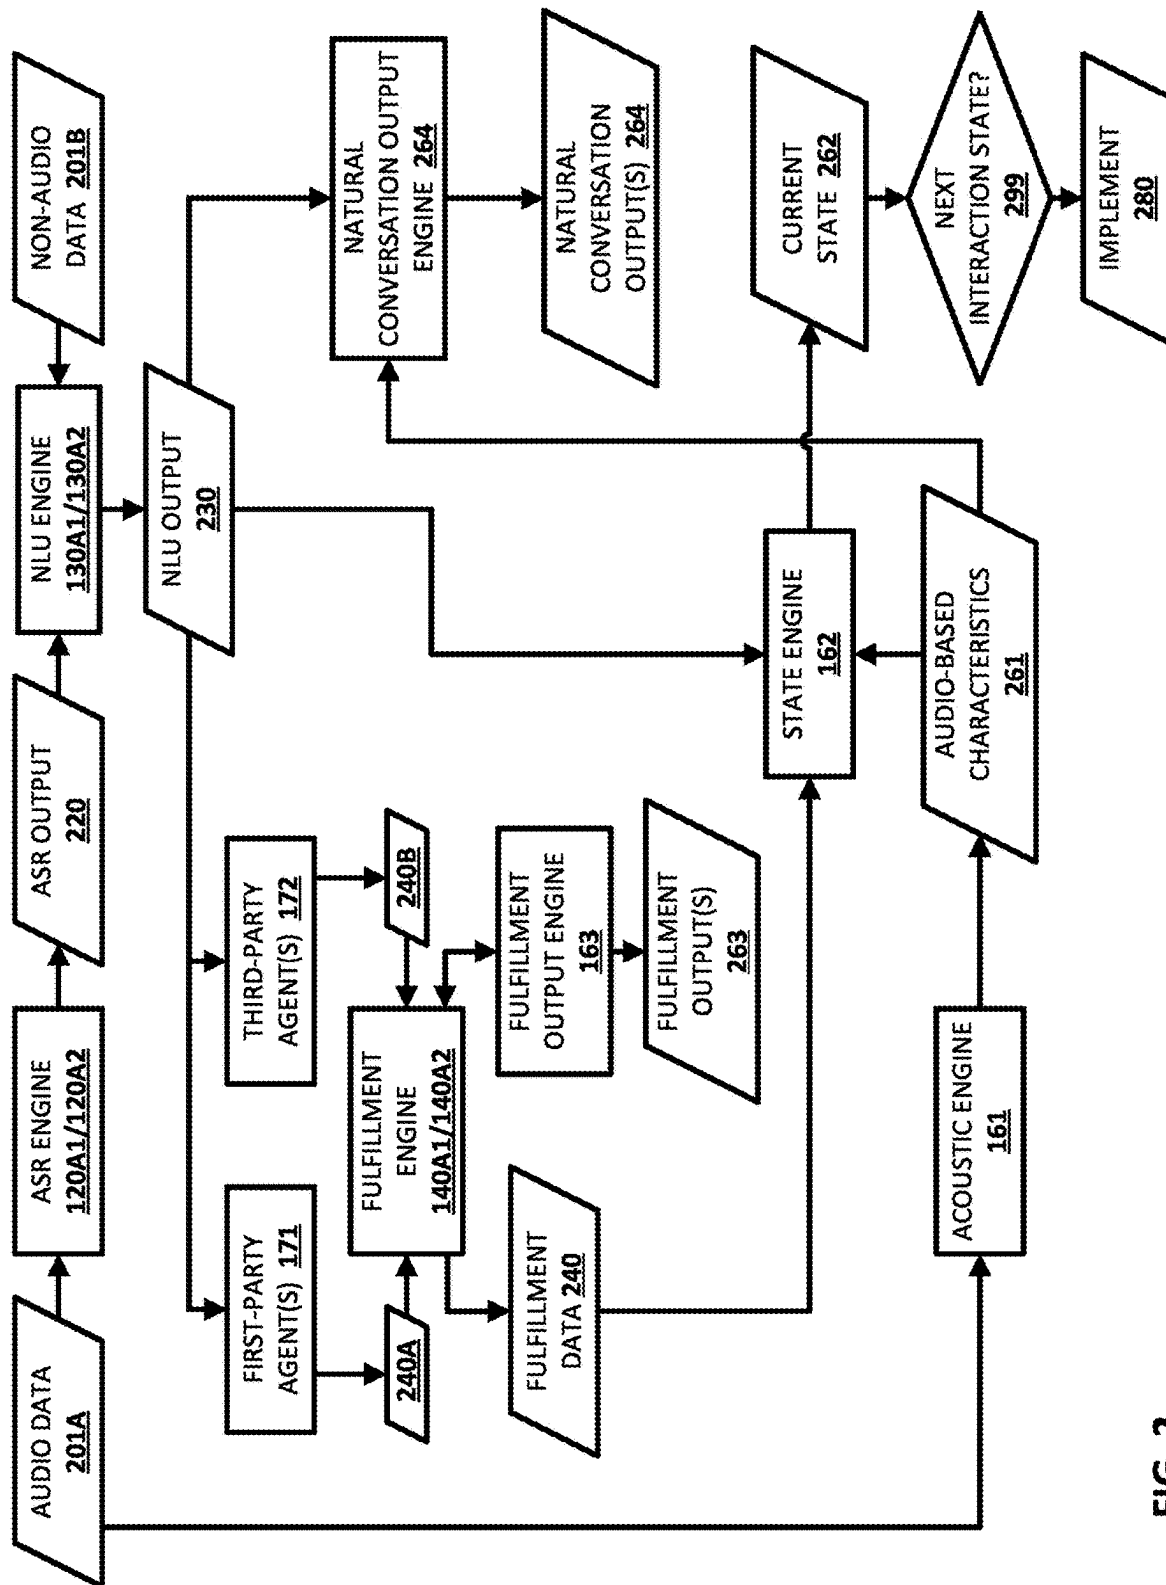 AUDIO DATA
201A
ASR ENGINE
120A1/120A2
ASR OUTPUT
220
NLU ENGINE
130A1/130A2
NON-AUDIO
DATA 201B
NLU OUTPUT
230
FIRST-PARTY
AGENT(S) 171
THIRD-PARTY
AGENT(S) 172
240A
240B
FULFILLMENT
ENGINE
140A1/140A2
NATURAL
CONVERSATION OUTPUT
ENGINE 264
FULFILLMENT
DATA 240
FULFILLMENT
OUTPUT ENGINE
163
NATURAL
CONVERSATION
OUTPUT(S) 264
FULFILLMENT
OUTPUT(S)
263
STATE ENGINE
162
CURRENT
STATE 262
ACOUSTIC ENGINE
161
AUDIO-BASED
CHARACTERISTICS
261
NEXT
INTERACTION STATE?
299
IMPLEMENT
280